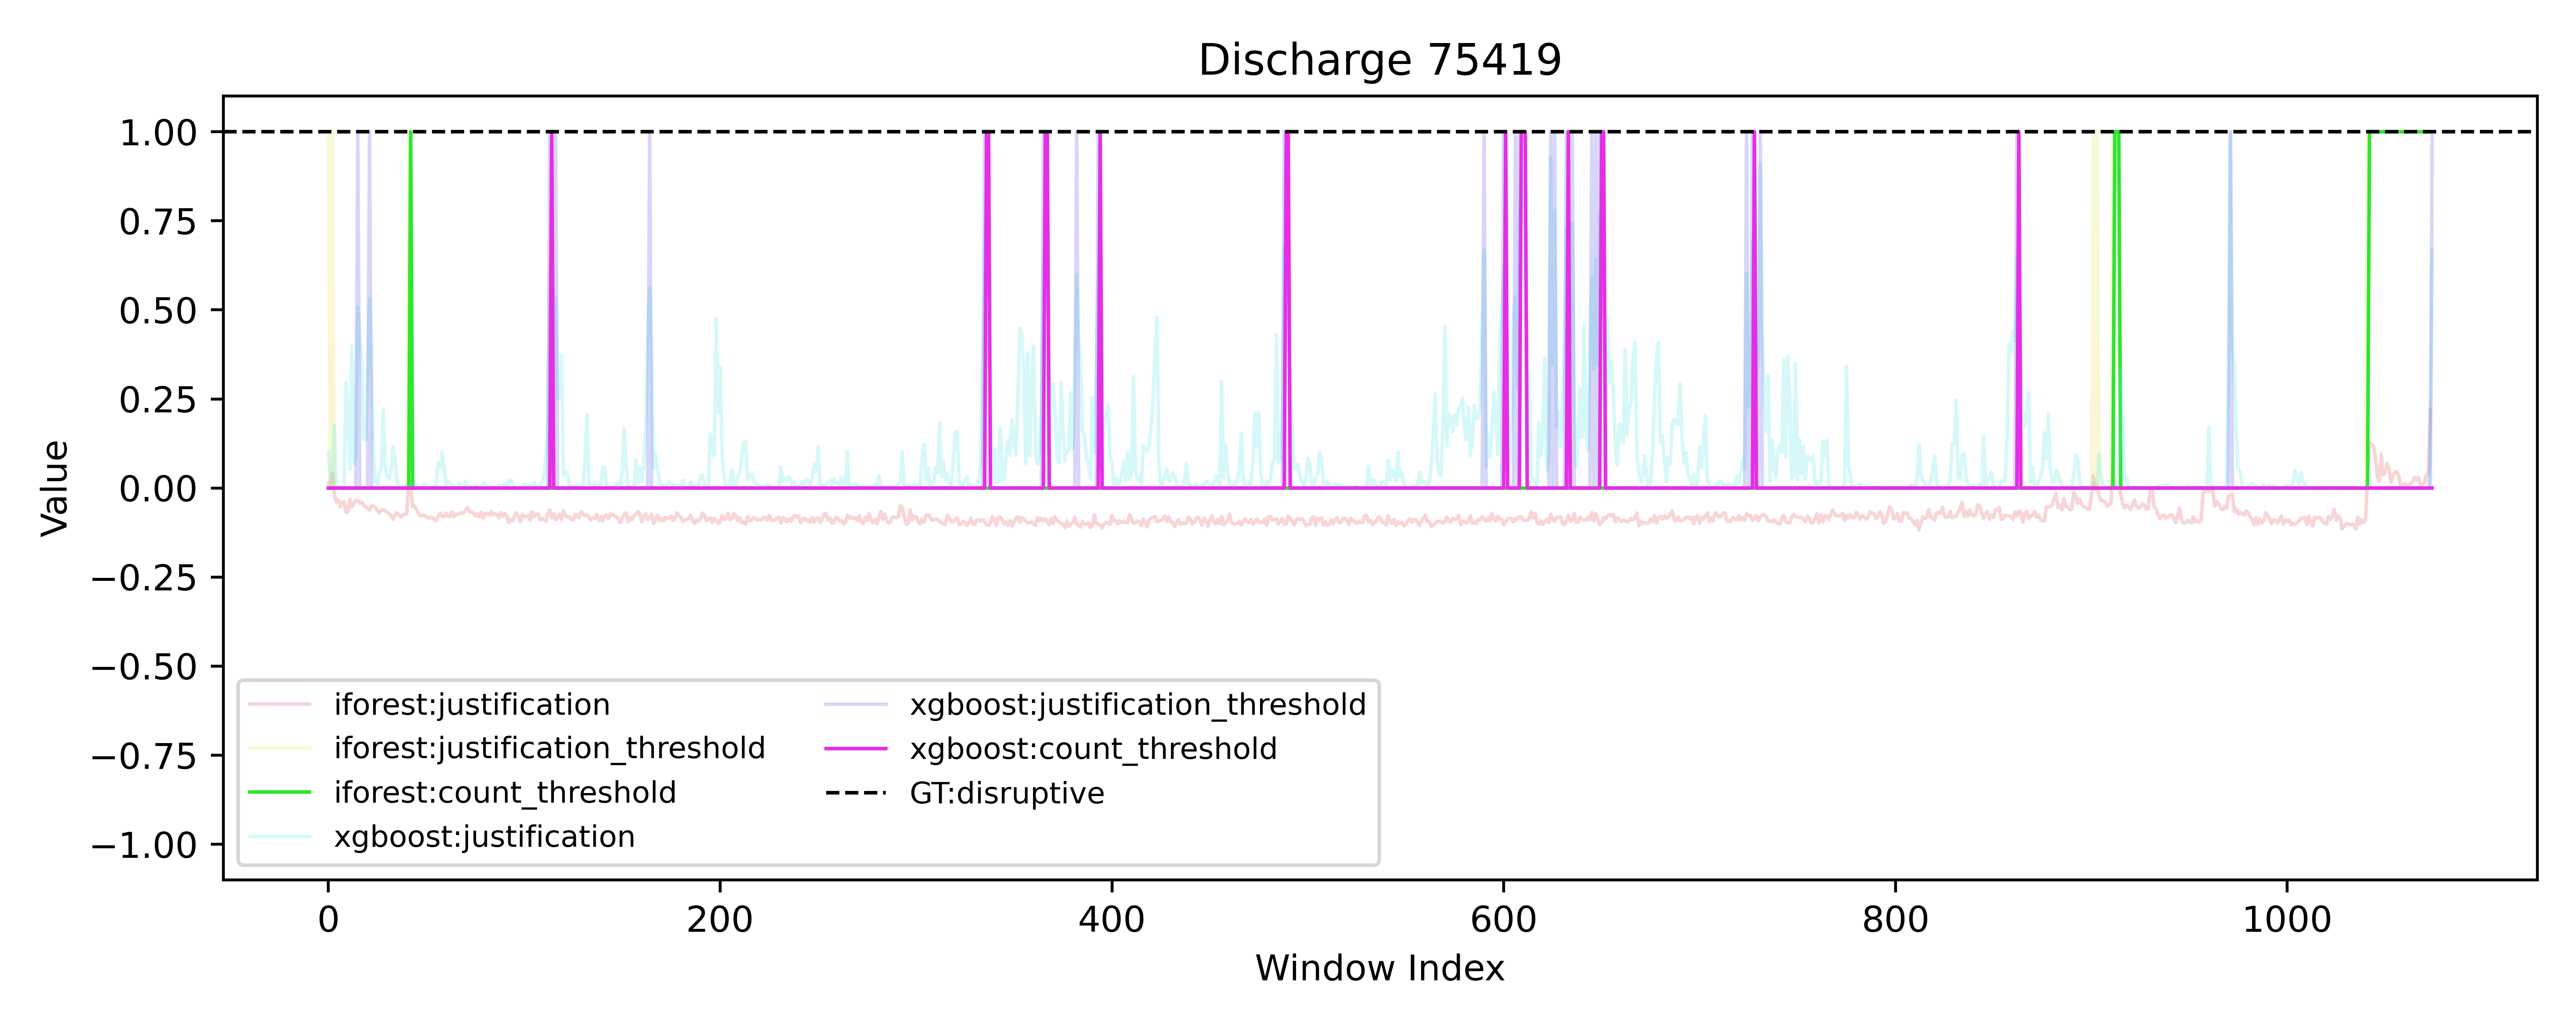 Discharge 75419
1.00
0.75
0.50
0.25
0.00
−0.25
−0.50
−0.75
−1.00
Value
iforest:justification
iforest:justification_threshold
iforest:count_threshold
xgboost:justification
xgboost:justification_threshold
xgboost:count_threshold
GT:disruptive
0 200 400 600 800 1000
Window Index